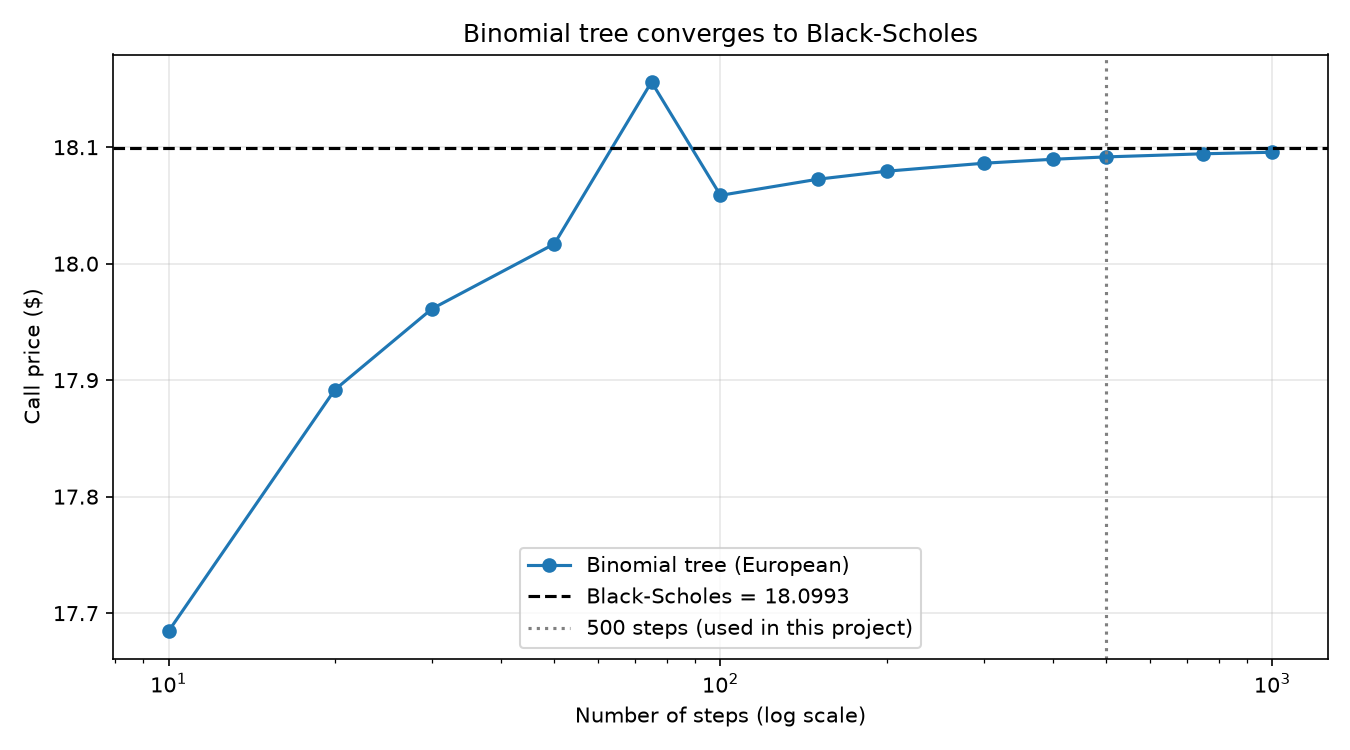 Binomial tree converges to Black-Scholes
Call price ($)
18.1
18.0
17.9
17.8
17.7
Binomial tree (European)
Black-Scholes = 18.0993
500 steps (used in this project)
10¹
10²
10³
Number of steps (log scale)